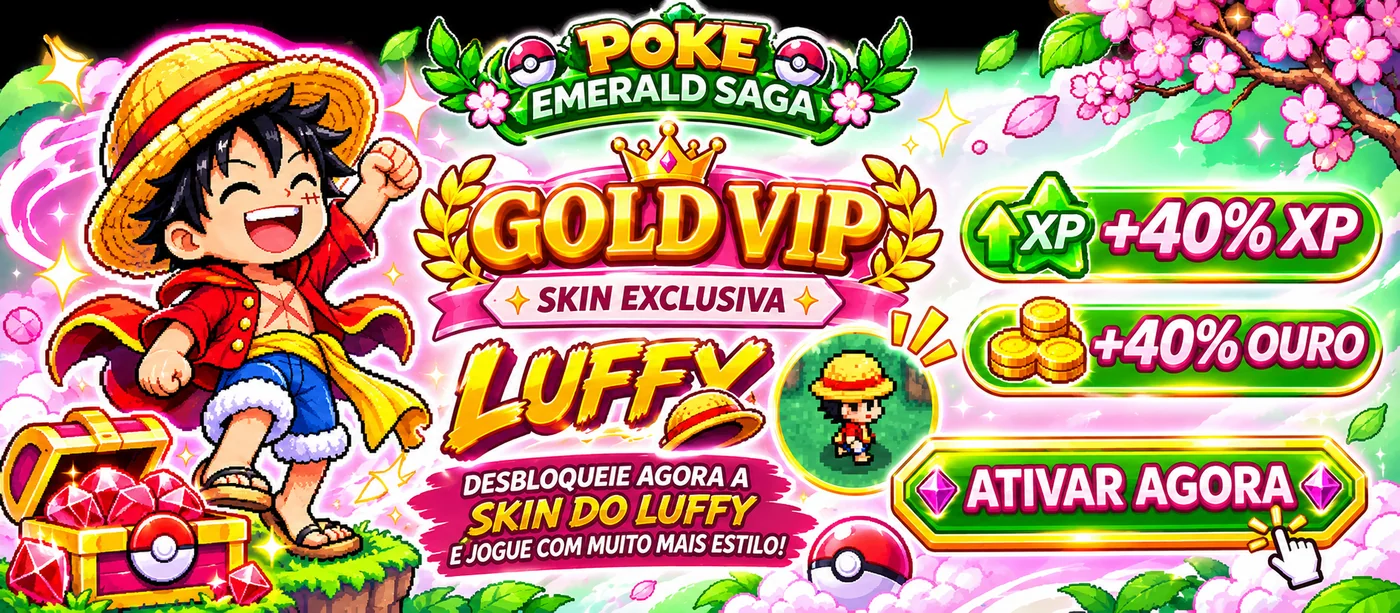 POKE
EMERALD SAGA
GOLD VIP
SKIN EXCLUSIVA
LUFFY
DESBLOQUEIE AGORA A
SKIN DO LUFFY
E JOGUE COM MUITO MAIS ESTILO!
XP +40% XP
+40% OURO
ATIVAR AGORA